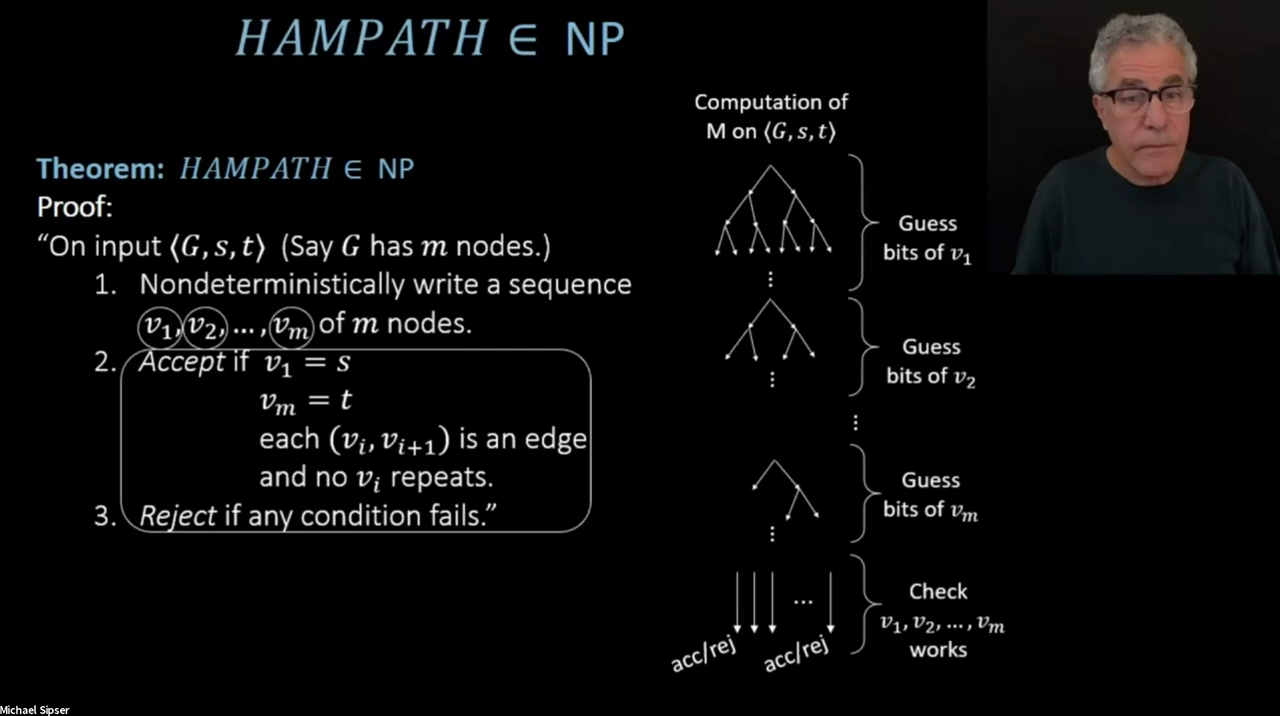 HAMPATH ∈ NP
Theorem: HAMPATH ∈ NP
Proof:
“On input ⟨G, s, t⟩ (Say G has m nodes.)
1. Nondeterministically write a sequence
v₁, v₂, … , vₘ of m nodes.
2. Accept if v₁ = s
vₘ = t
each (vᵢ, vᵢ₊₁) is an edge
and no vᵢ repeats.
3. Reject if any condition fails.”
Computation of
M on ⟨G, s, t⟩
Guess
bits of v₁
⋮
Guess
bits of v₂
⋮
⋮
Guess
bits of vₘ
⋮
...
Check
v₁, v₂, … , vₘ
works
acc/rej
acc/rej
Michael Sipser